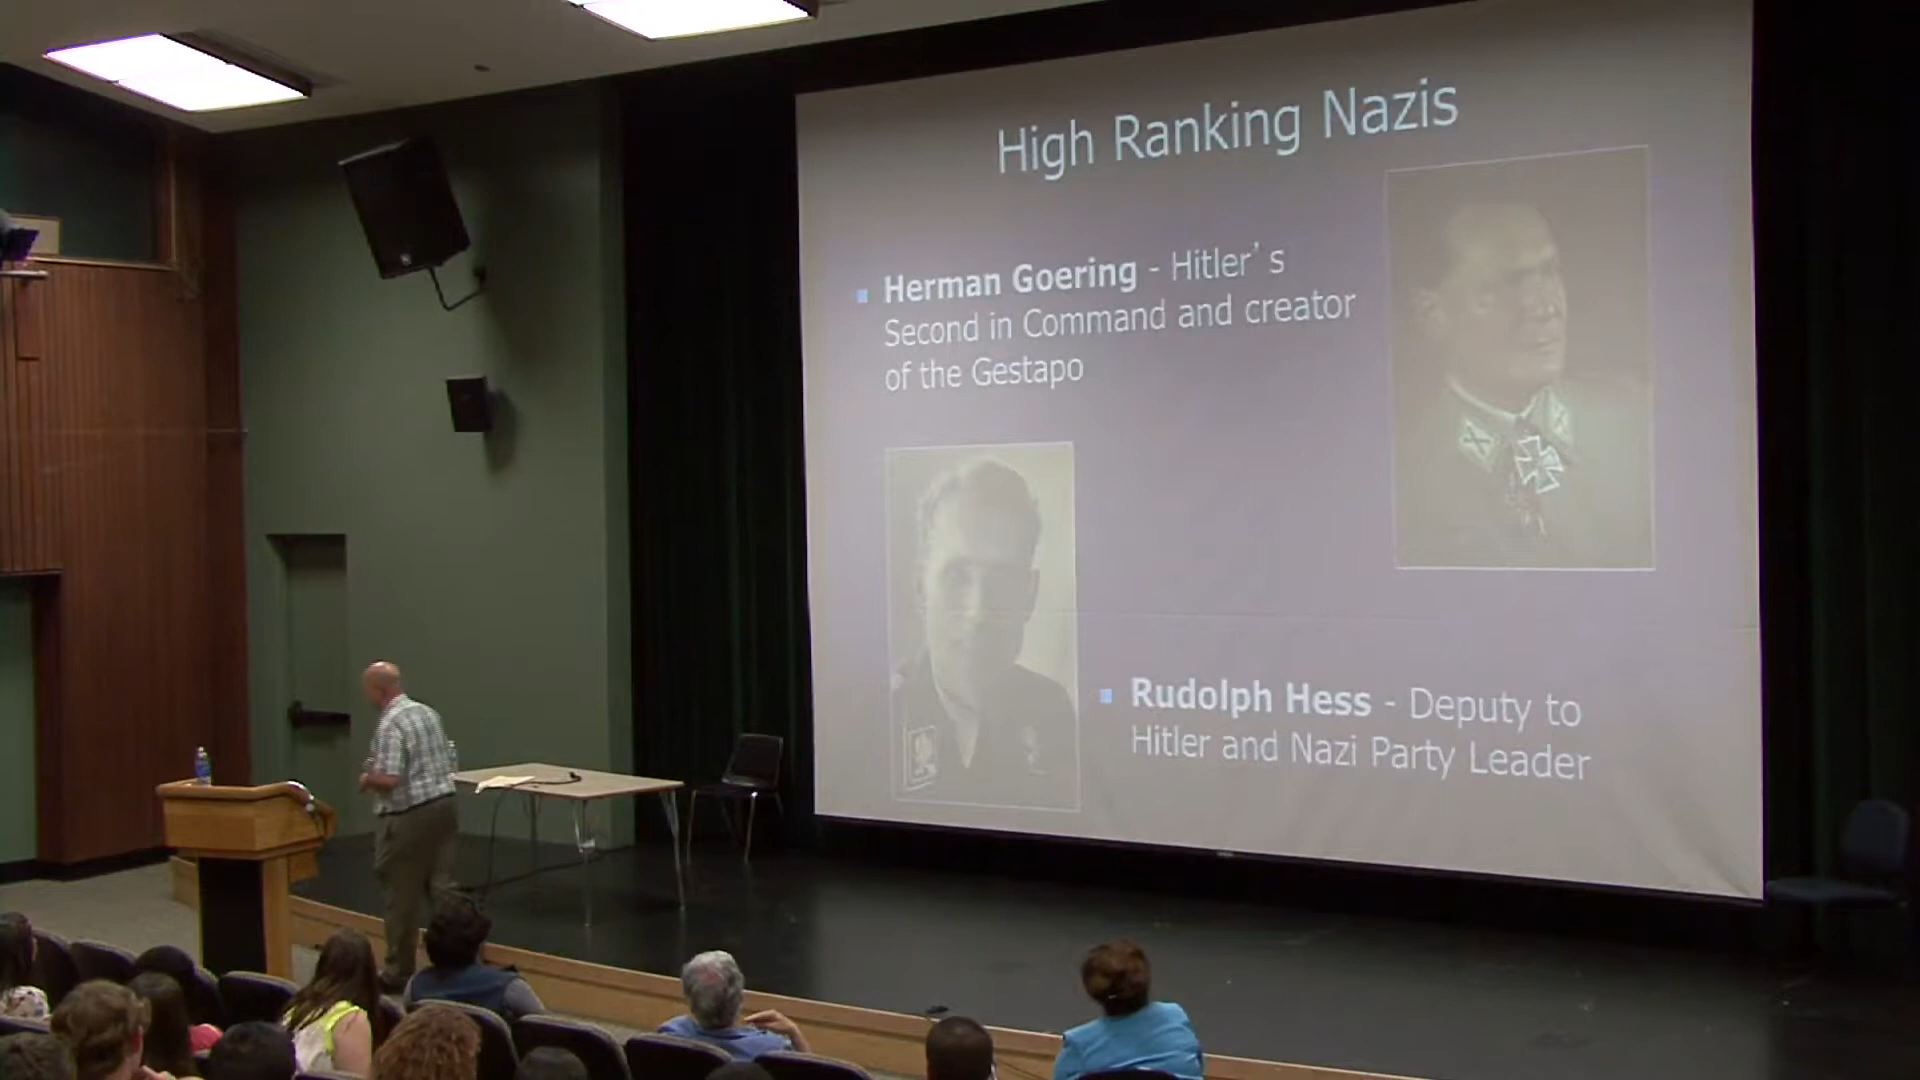 High Ranking Nazis
Herman Goering - Hitler's
Second in Command and creator
of the Gestapo
Rudolph Hess - Deputy to
Hitler and Nazi Party Leader